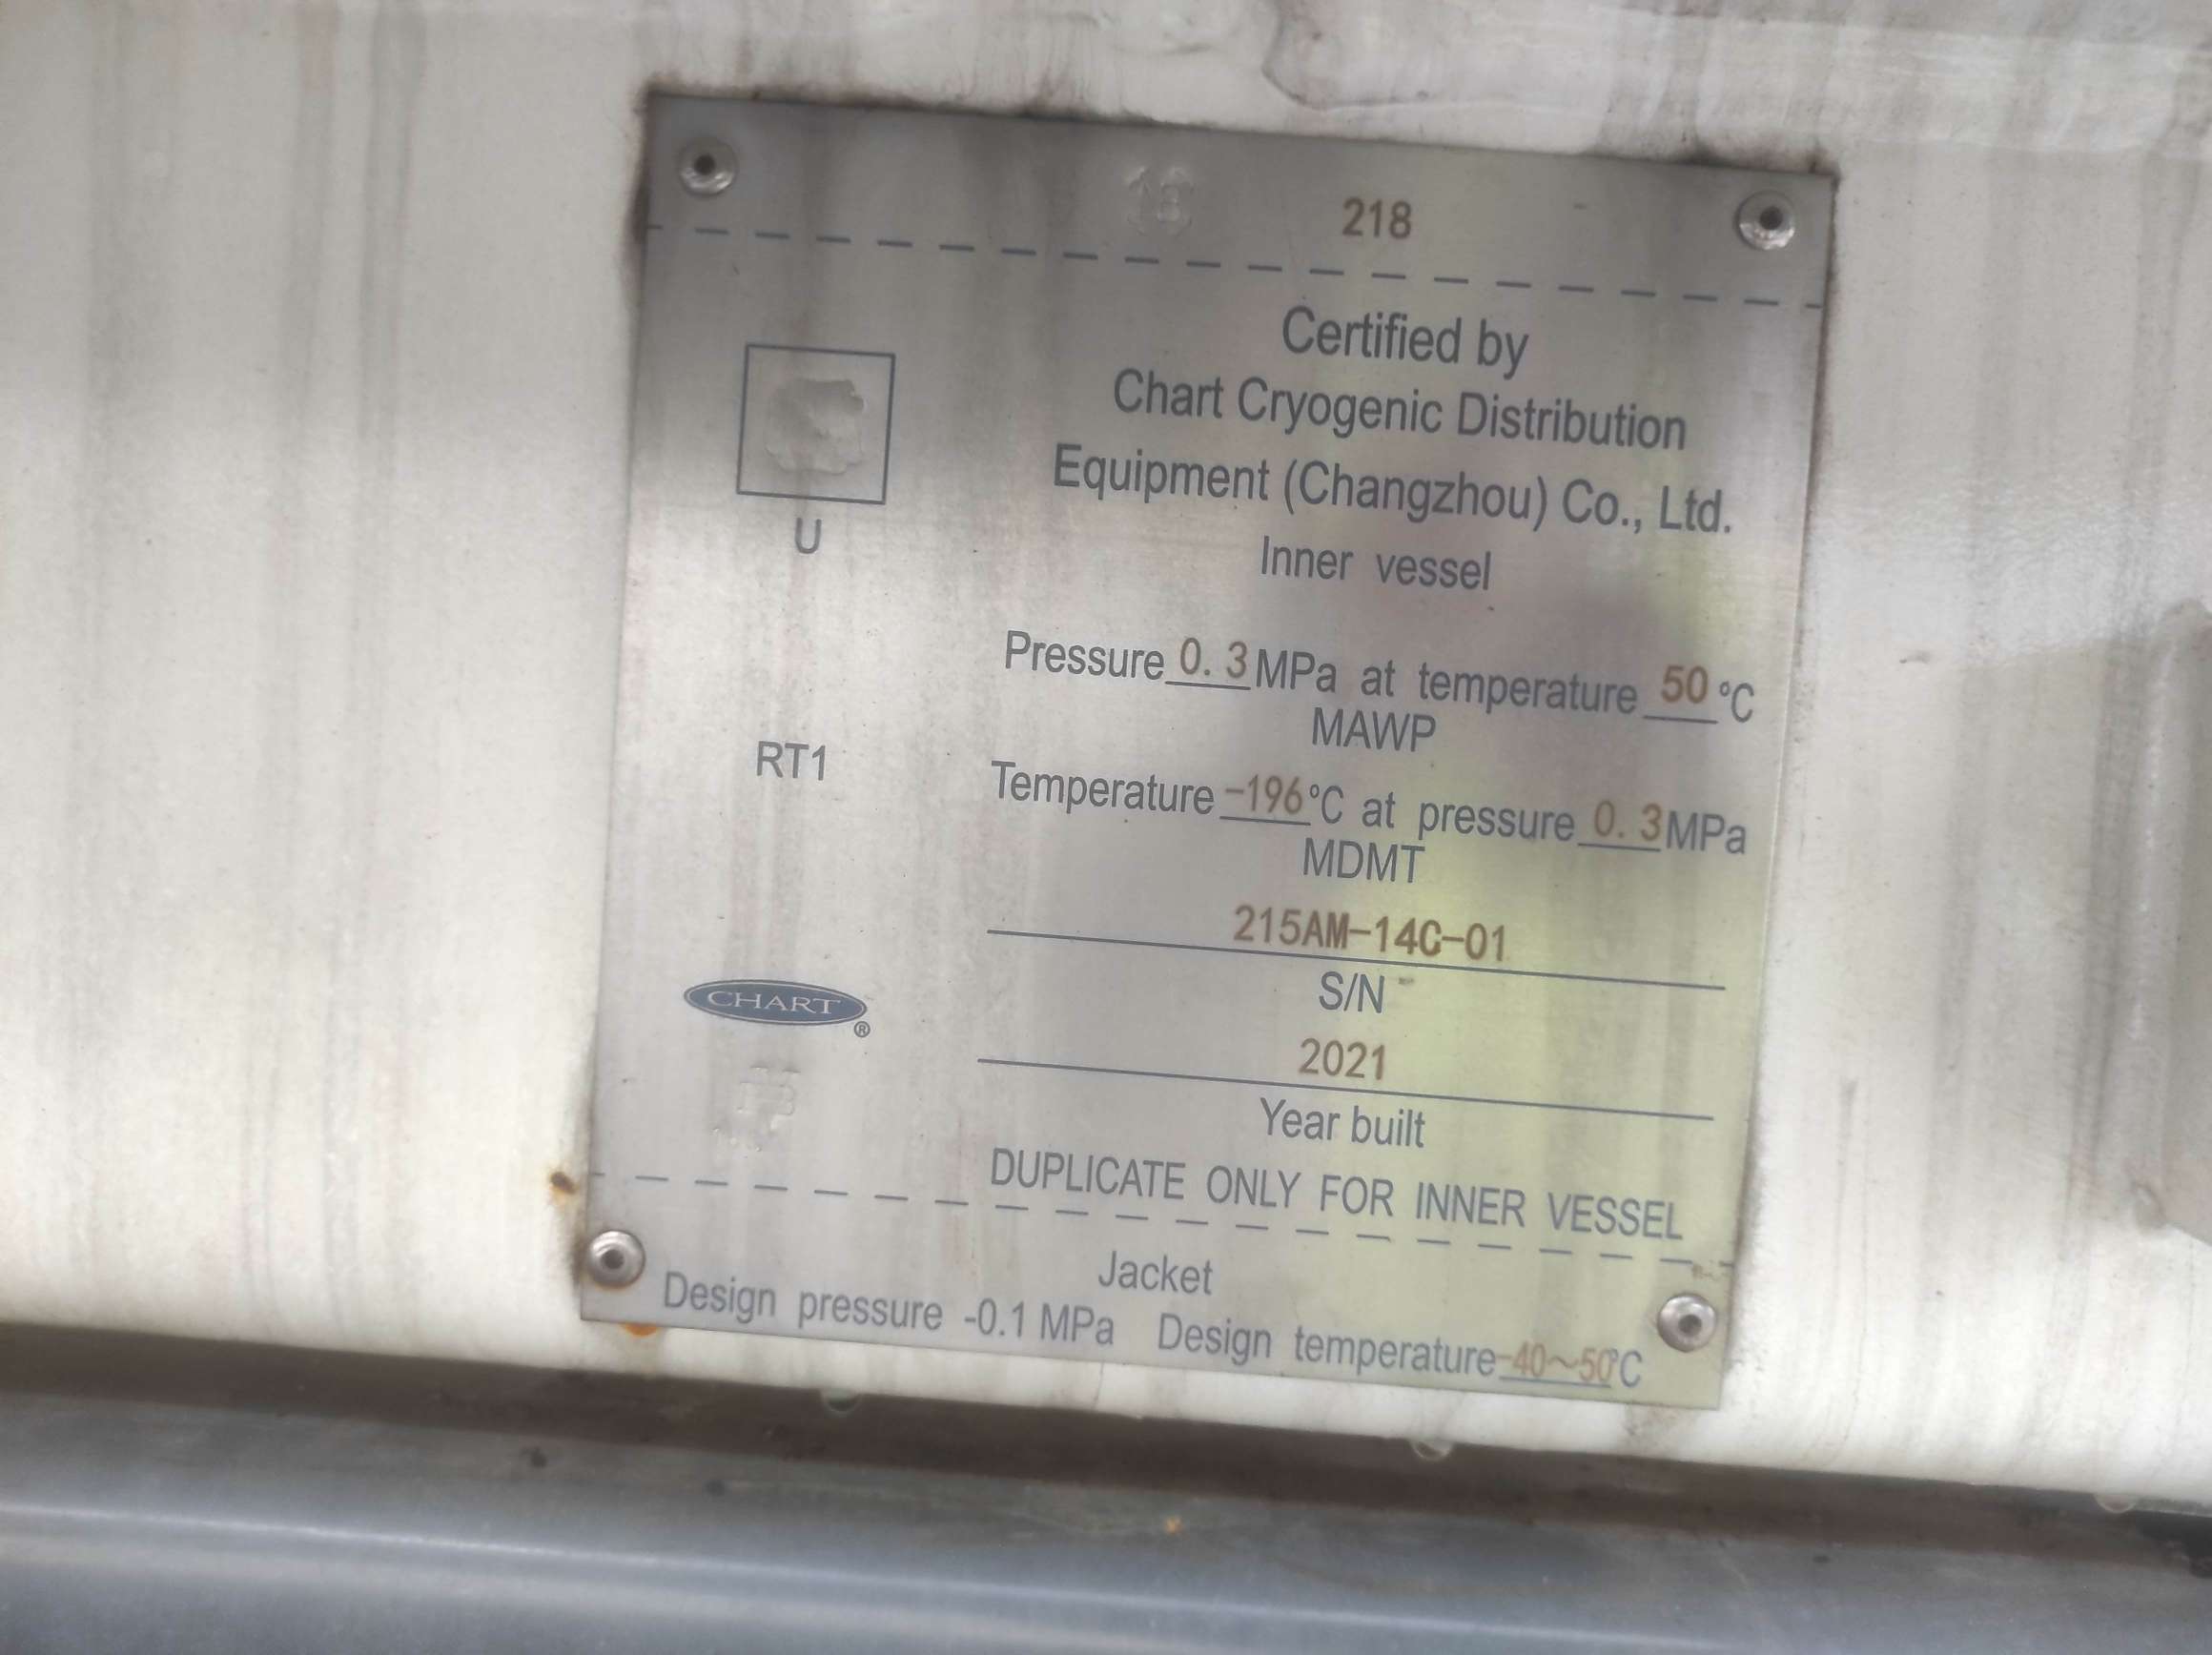 218
Certified by
Chart Cryogenic Distribution
Equipment (Changzhou) Co., Ltd.
U
Inner vessel
Pressure 0.3 MPa at temperature 50 °C
MAWP
RT1
Temperature -196 °C at pressure 0.3 MPa
MDMT
215AM-14C-01
S/N
CHART ®
2021
Year built
DUPLICATE ONLY FOR INNER VESSEL
Jacket
Design pressure -0.1 MPa Design temperature -40~50°C